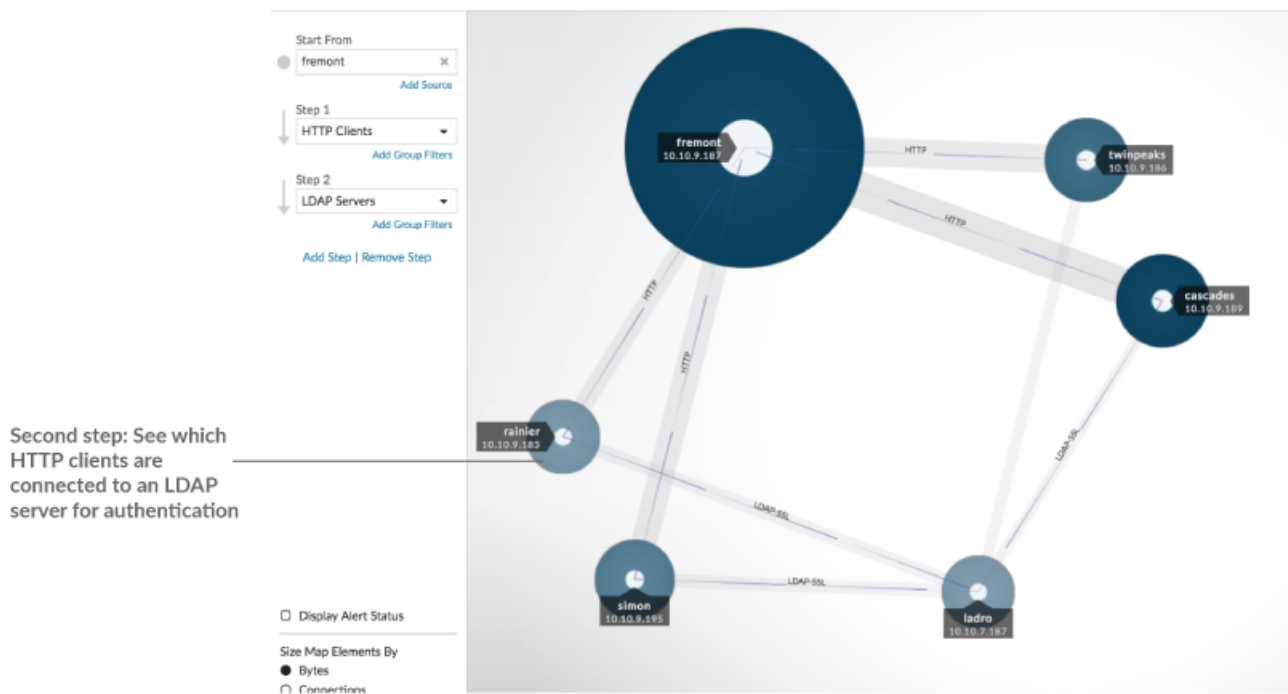 Start From
fremont
Add Source
Step 1
HTTP Clients
Add Group Filters
Step 2
LDAP Servers
Add Group Filters
Add Step | Remove Step
Second step: See which
HTTP clients are
connected to an LDAP
server for authentication
Display Alert Status
Size Map Elements By
Bytes
Connections
fremont
10.10.9.187
HTTP
twinpeaks
10.10.9.186
HTTP
cascades
10.10.9.189
HTTP
HTTP
rainier
10.10.9.183
LDAP-SSL
LDAP-SSL
simon
10.10.9.195
LDAP-SSL
ladro
10.10.7.187